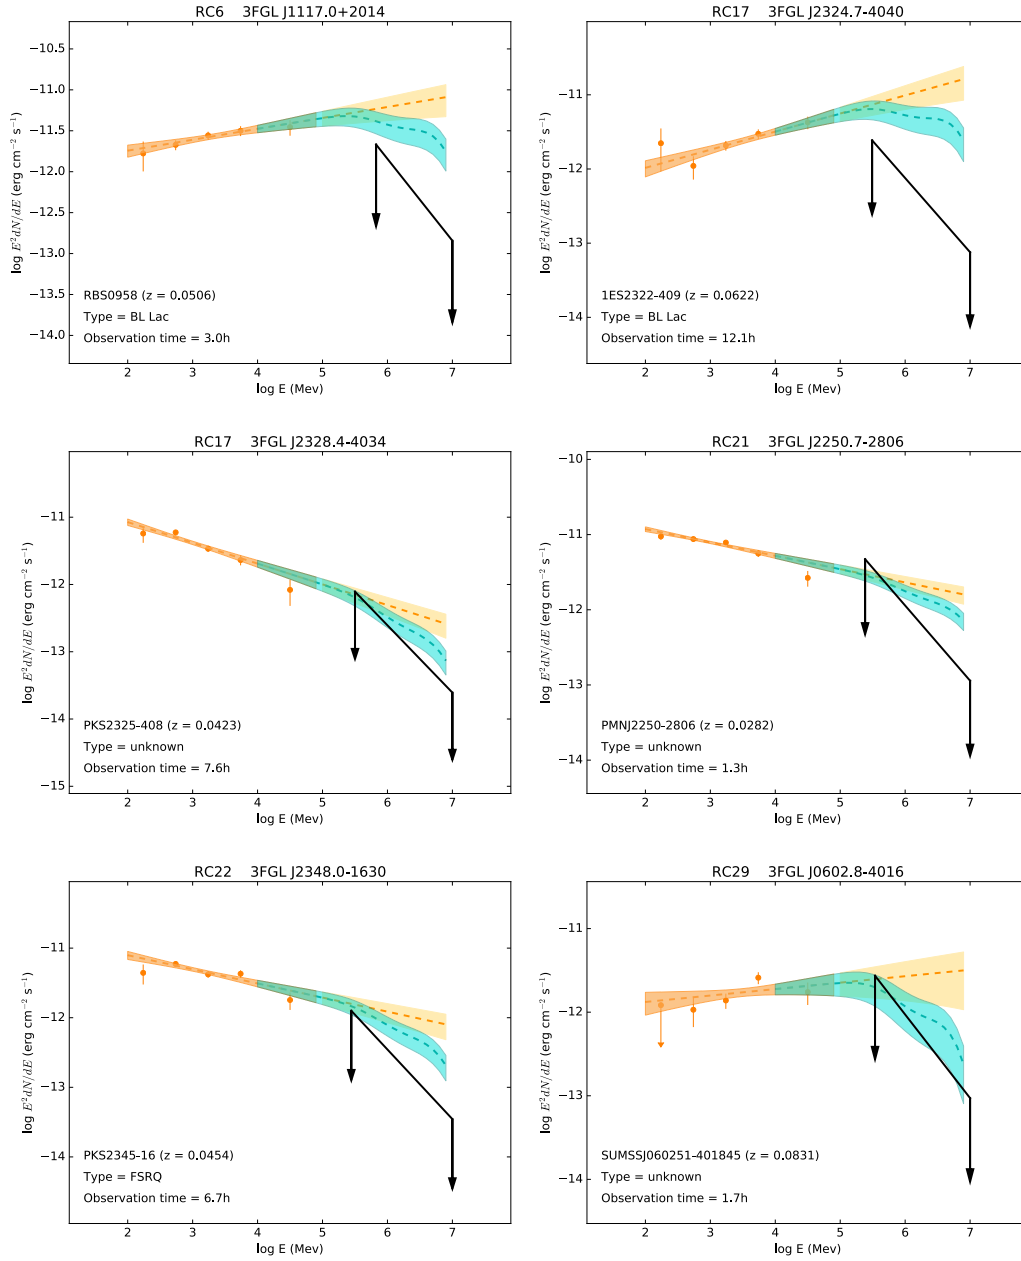 RC6 3FGL J1117.0+2014
−10.5
−11.0
−11.5
−12.0
−12.5
−13.0
−13.5
−14.0
log E²dN/dE (erg cm⁻² s⁻¹)
RBS0958 (z = 0.0506)
Type = BL Lac
Observation time = 3.0h
2 3 4 5 6 7
log E (Mev)
RC17 3FGL J2324.7-4040
−11
−12
−13
−14
log E²dN/dE (erg cm⁻² s⁻¹)
1ES2322-409 (z = 0.0622)
Type = BL Lac
Observation time = 12.1h
2 3 4 5 6 7
log E (Mev)
RC17 3FGL J2328.4-4034
−11
−12
−13
−14
−15
log E²dN/dE (erg cm⁻² s⁻¹)
PKS2325-408 (z = 0.0423)
Type = unknown
Observation time = 7.6h
2 3 4 5 6 7
log E (Mev)
RC21 3FGL J2250.7-2806
−10
−11
−12
−13
−14
log E²dN/dE (erg cm⁻² s⁻¹)
PMNJ2250-2806 (z = 0.0282)
Type = unknown
Observation time = 1.3h
2 3 4 5 6 7
log E (Mev)
RC22 3FGL J2348.0-1630
−11
−12
−13
−14
log E²dN/dE (erg cm⁻² s⁻¹)
PKS2345-16 (z = 0.0454)
Type = FSRQ
Observation time = 6.7h
2 3 4 5 6 7
log E (Mev)
RC29 3FGL J0602.8-4016
−11
−12
−13
−14
log E²dN/dE (erg cm⁻² s⁻¹)
SUMSSJ060251-401845 (z = 0.0831)
Type = unknown
Observation time = 1.7h
2 3 4 5 6 7
log E (Mev)